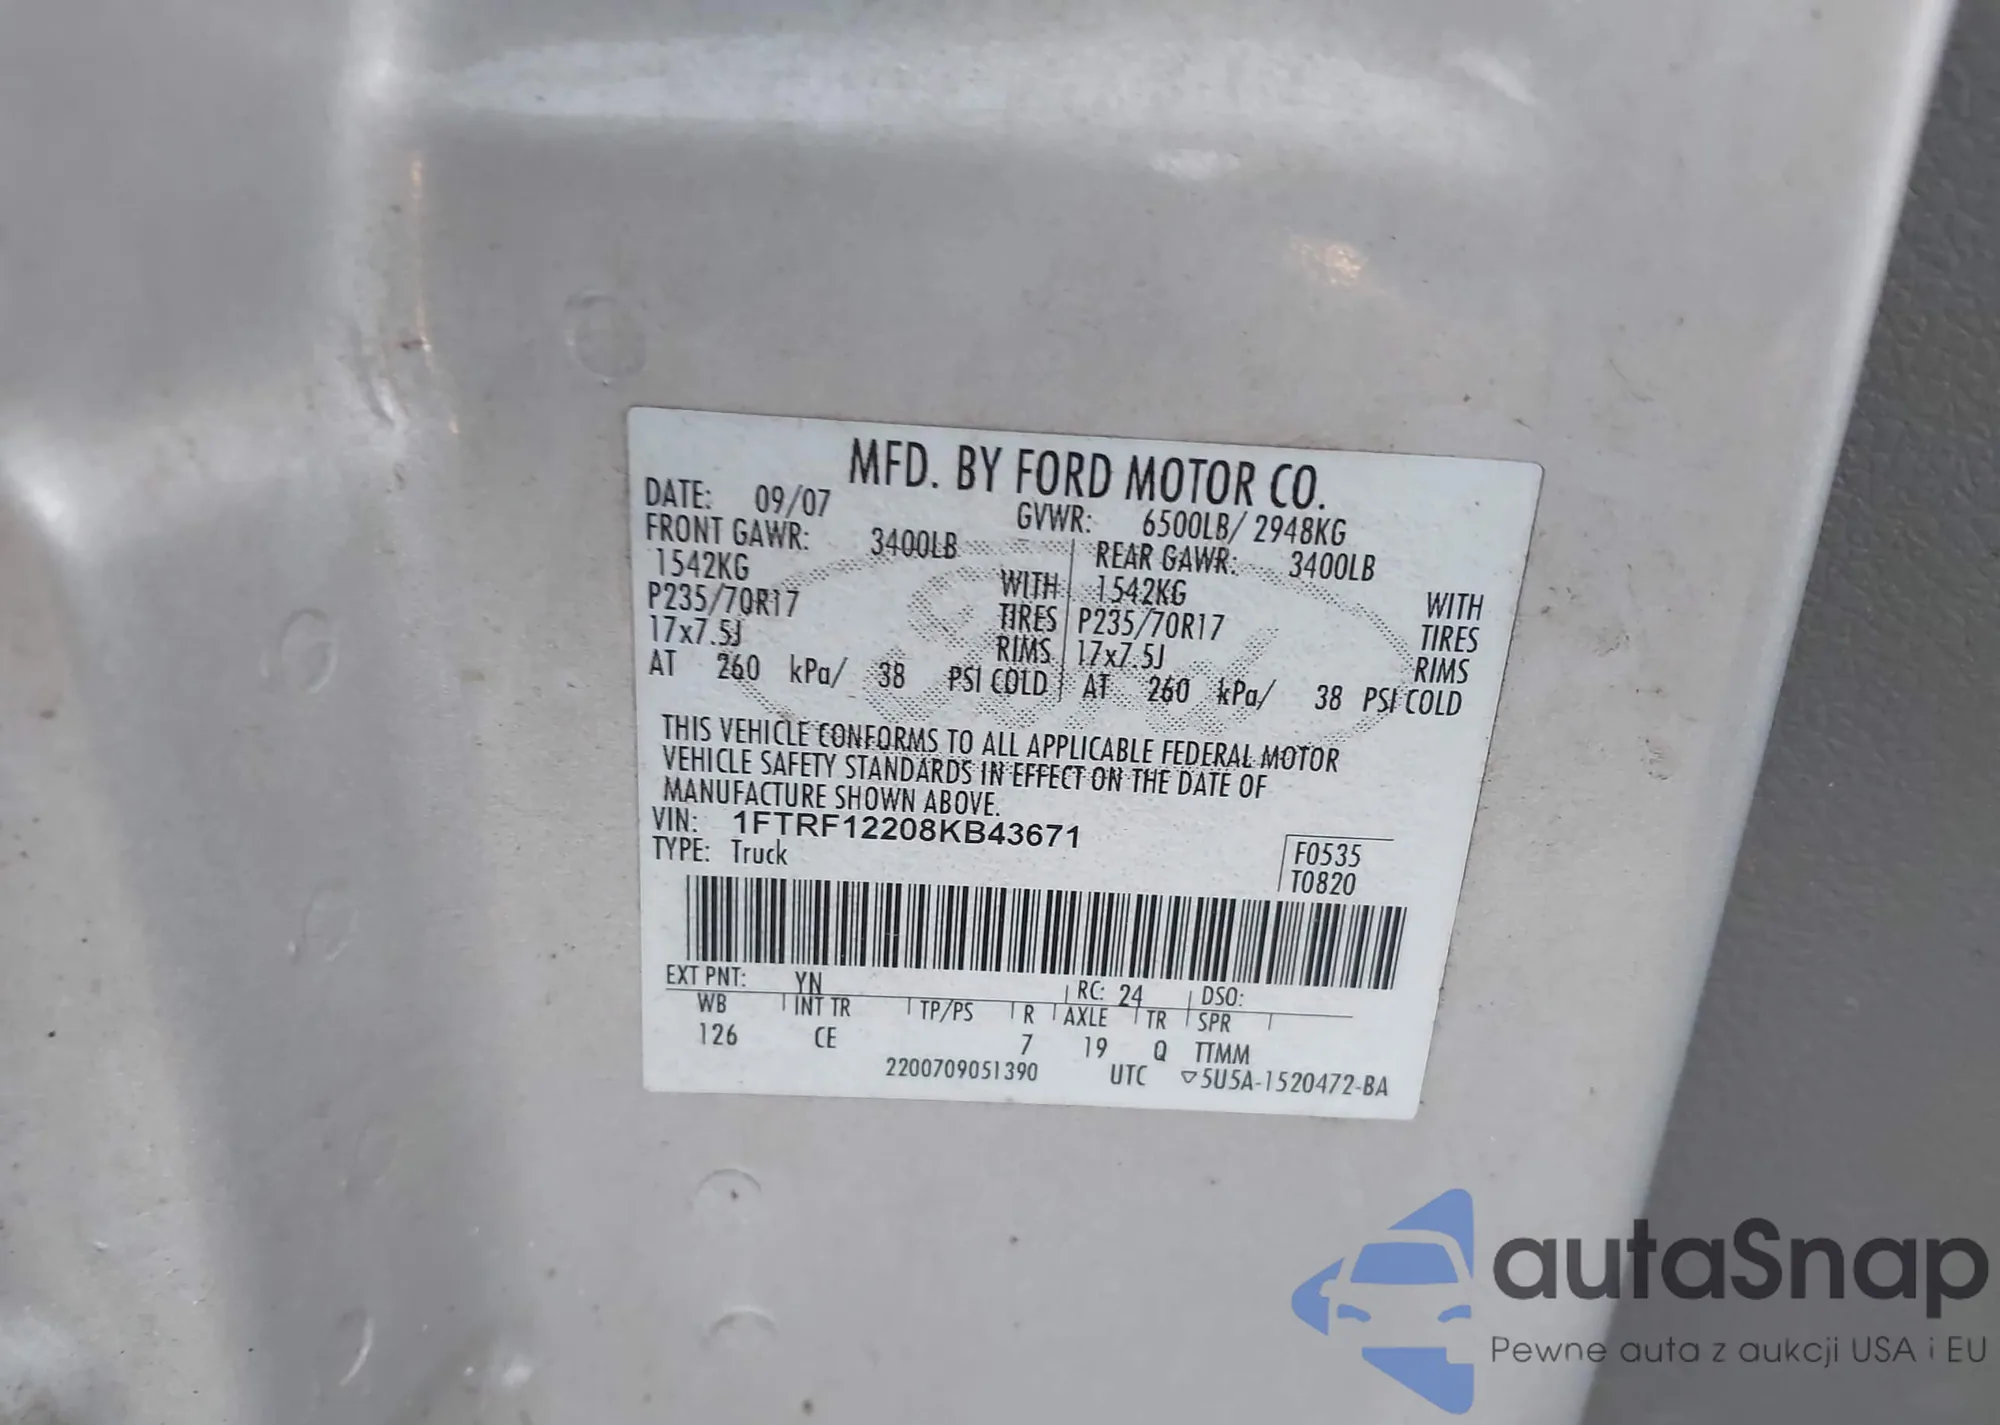 MFD. BY FORD MOTOR CO.
DATE: 09/07 GVWR: 6500LB/ 2948KG
FRONT GAWR: 3400LB REAR GAWR: 3400LB
1542KG WITH 1542KG WITH
P235/70R17 TIRES P235/70R17 TIRES
17x7.5J RIMS 17x7.5J RIMS
AT 260 kPa/ 38 PSI COLD AT 260 kPa/ 38 PSI COLD
THIS VEHICLE CONFORMS TO ALL APPLICABLE FEDERAL MOTOR
VEHICLE SAFETY STANDARDS IN EFFECT ON THE DATE OF
MANUFACTURE SHOWN ABOVE.
VIN: 1FTRF12208KB43671
TYPE: Truck
F0535
T0820
EXT PNT: YN RC: 24 DSO:
WB INT TR TP/PS R AXLE TR SPR
126 CE 7 19 Q TTMM
2200709051390 UTC ▽5U5A-1520472-BA
autaSnap
Pewne auta z aukcji USA i EU